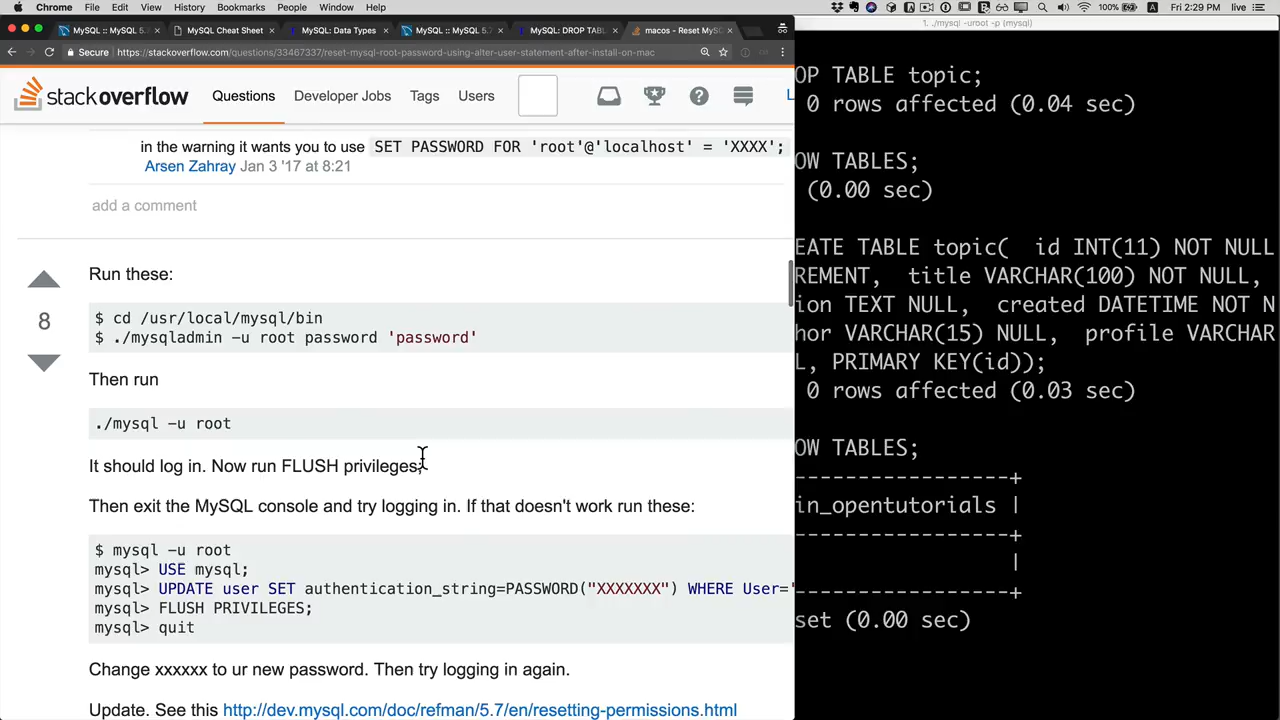 Chrome File Edit View History Bookmarks People Window Help 100% A Fri 2:29 PM live
MySQL :: MySQL 5.6 × MySQL Cheat Sheet × MySQL: Data Types × MySQL :: MySQL 5.7 × MySQL: DROP TABLE × macos - Reset MySQ ×
Secure https://stackoverflow.com/questions/33467337/reset-mysql-root-password-using-alter-user-statement-after-install-on-mac
stackoverflow Questions Developer Jobs Tags Users
in the warning it wants you to use SET PASSWORD FOR 'root'@'localhost' = 'XXXX';
Arsen Zahray Jan 3 '17 at 8:21
add a comment
8
Run these:
$ cd /usr/local/mysql/bin
$ ./mysqladmin -u root password 'password'
Then run
./mysql -u root
It should log in. Now run FLUSH privileges;
Then exit the MySQL console and try logging in. If that doesn't work run these:
$ mysql -u root
mysql> USE mysql;
mysql> UPDATE user SET authentication_string=PASSWORD("XXXXXXX") WHERE User='
mysql> FLUSH PRIVILEGES;
mysql> quit
Change xxxxxx to ur new password. Then try logging in again.
Update. See this http://dev.mysql.com/doc/refman/5.7/en/resetting-permissions.html
1. ./mysql -uroot -p (mysql)
OP TABLE topic;
0 rows affected (0.04 sec)
OW TABLES;
(0.00 sec)
EATE TABLE topic( id INT(11) NOT NULL
REMENT, title VARCHAR(100) NOT NULL,
ion TEXT NULL, created DATETIME NOT N
hor VARCHAR(15) NULL, profile VARCHAR
L, PRIMARY KEY(id));
0 rows affected (0.03 sec)
OW TABLES;
----------------+
in_opentutorials |
----------------+
|
----------------+
set (0.00 sec)